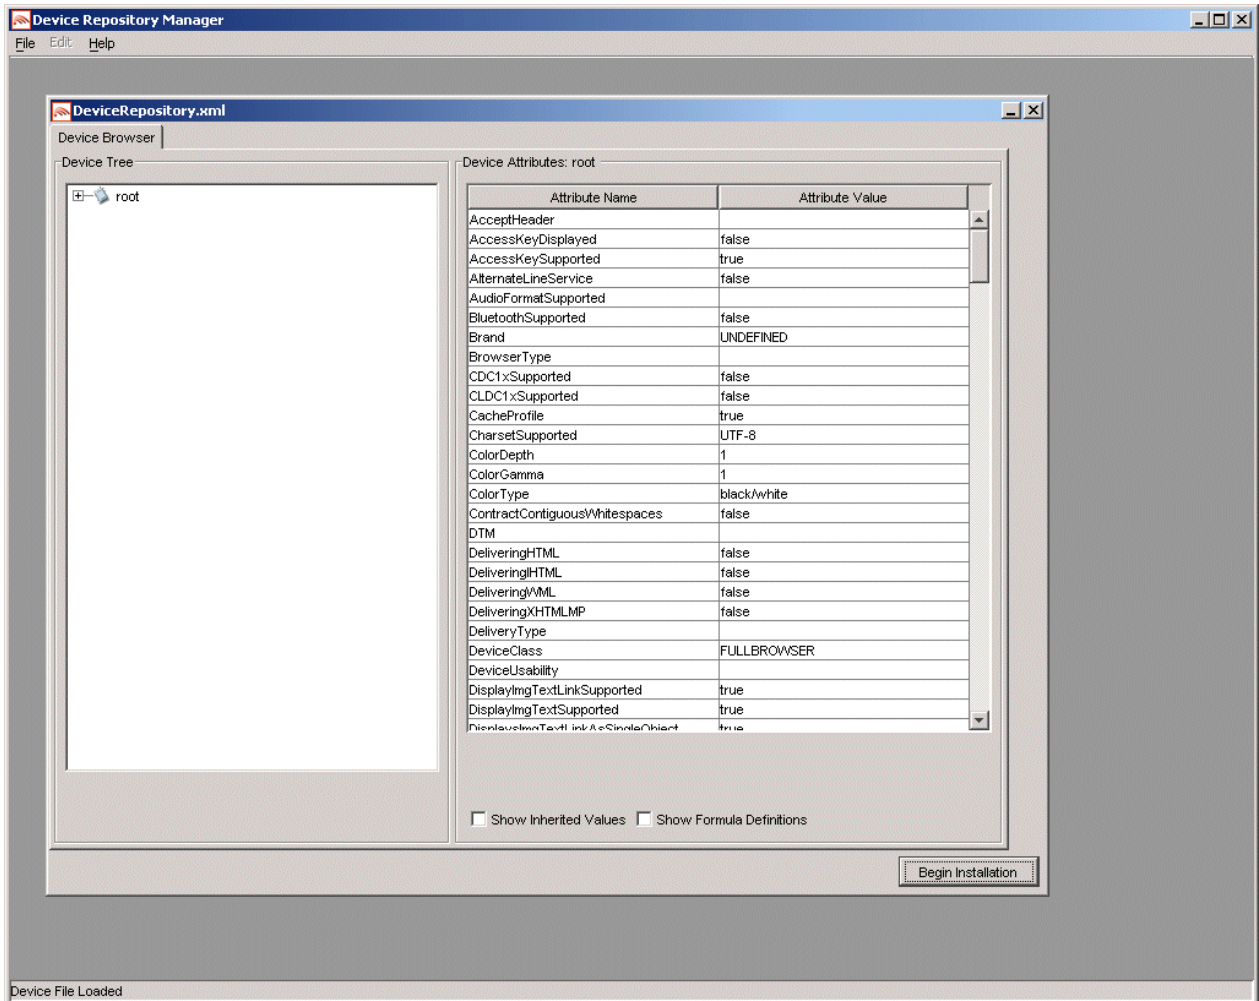 Device Repository Manager
File Edit Help
DeviceRepository.xml
Device Browser
Device Tree
root
Device Attributes: root
Attribute Name Attribute Value
AcceptHeader
AccessKeyDisplayed false
AccessKeySupported true
AlternateLineService false
AudioFormatSupported
BluetoothSupported false
Brand UNDEFINED
BrowserType
CDC1xSupported false
CLDC1xSupported false
CacheProfile true
CharsetSupported UTF-8
ColorDepth 1
ColorGamma 1
ColorType black/white
ContractContiguousWhitespaces false
DTM
DeliveringHTML false
DeliveringIHTML false
DeliveringWML false
DeliveringXHTMLMP false
DeliveryType
DeviceClass FULLBROWSER
DeviceUsability
DisplayImgTextLinkSupported true
DisplayImgTextSupported true
DisplaysImgTextLinkAsSingleObject true
Show Inherited Values Show Formula Definitions
Begin Installation
Device File Loaded